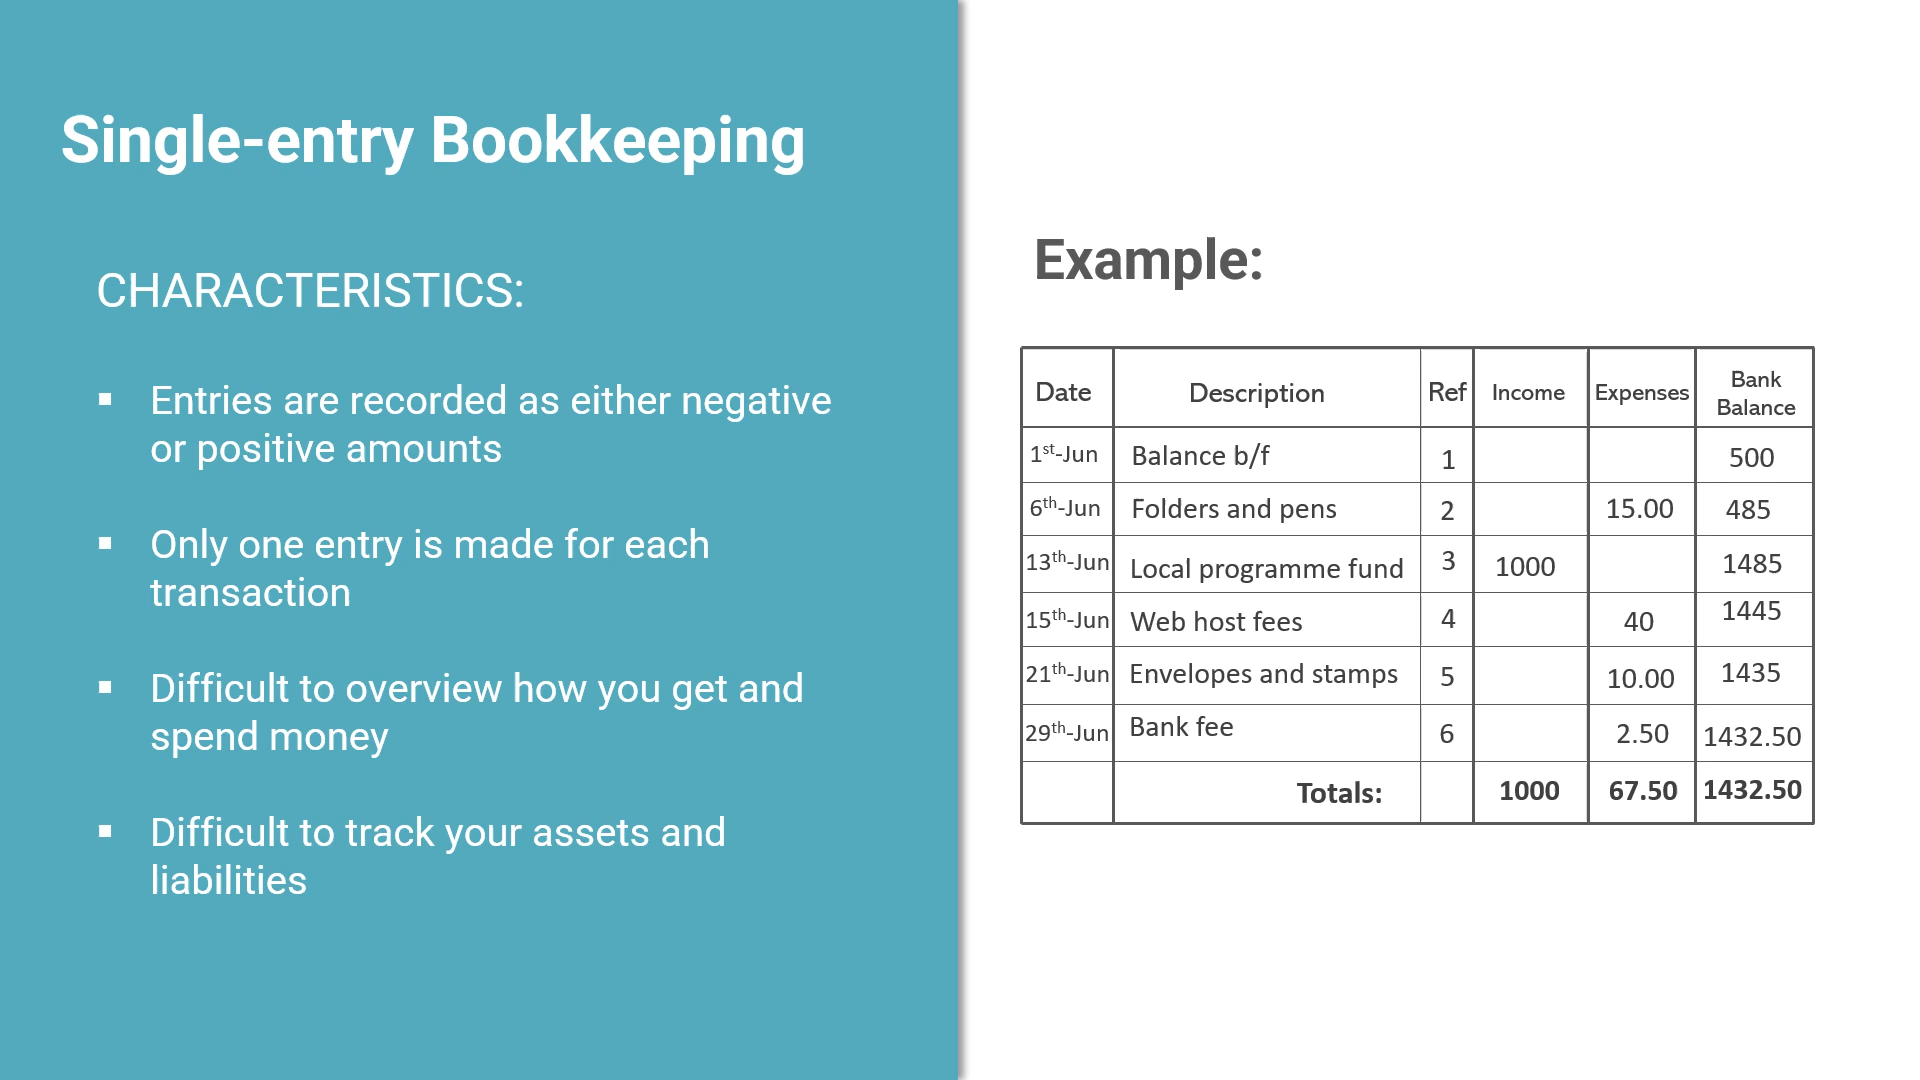 Single-entry Bookkeeping
CHARACTERISTICS:
▪ Entries are recorded as either negative
or positive amounts
▪ Only one entry is made for each
transaction
▪ Difficult to overview how you get and
spend money
▪ Difficult to track your assets and
liabilities
Example:
Date Description Ref Income Expenses Bank Balance
1st-Jun Balance b/f 1 500
6th-Jun Folders and pens 2 15.00 485
13th-Jun Local programme fund 3 1000 1485
15th-Jun Web host fees 4 40 1445
21th-Jun Envelopes and stamps 5 10.00 1435
29th-Jun Bank fee 6 2.50 1432.50
Totals: 1000 67.50 1432.50